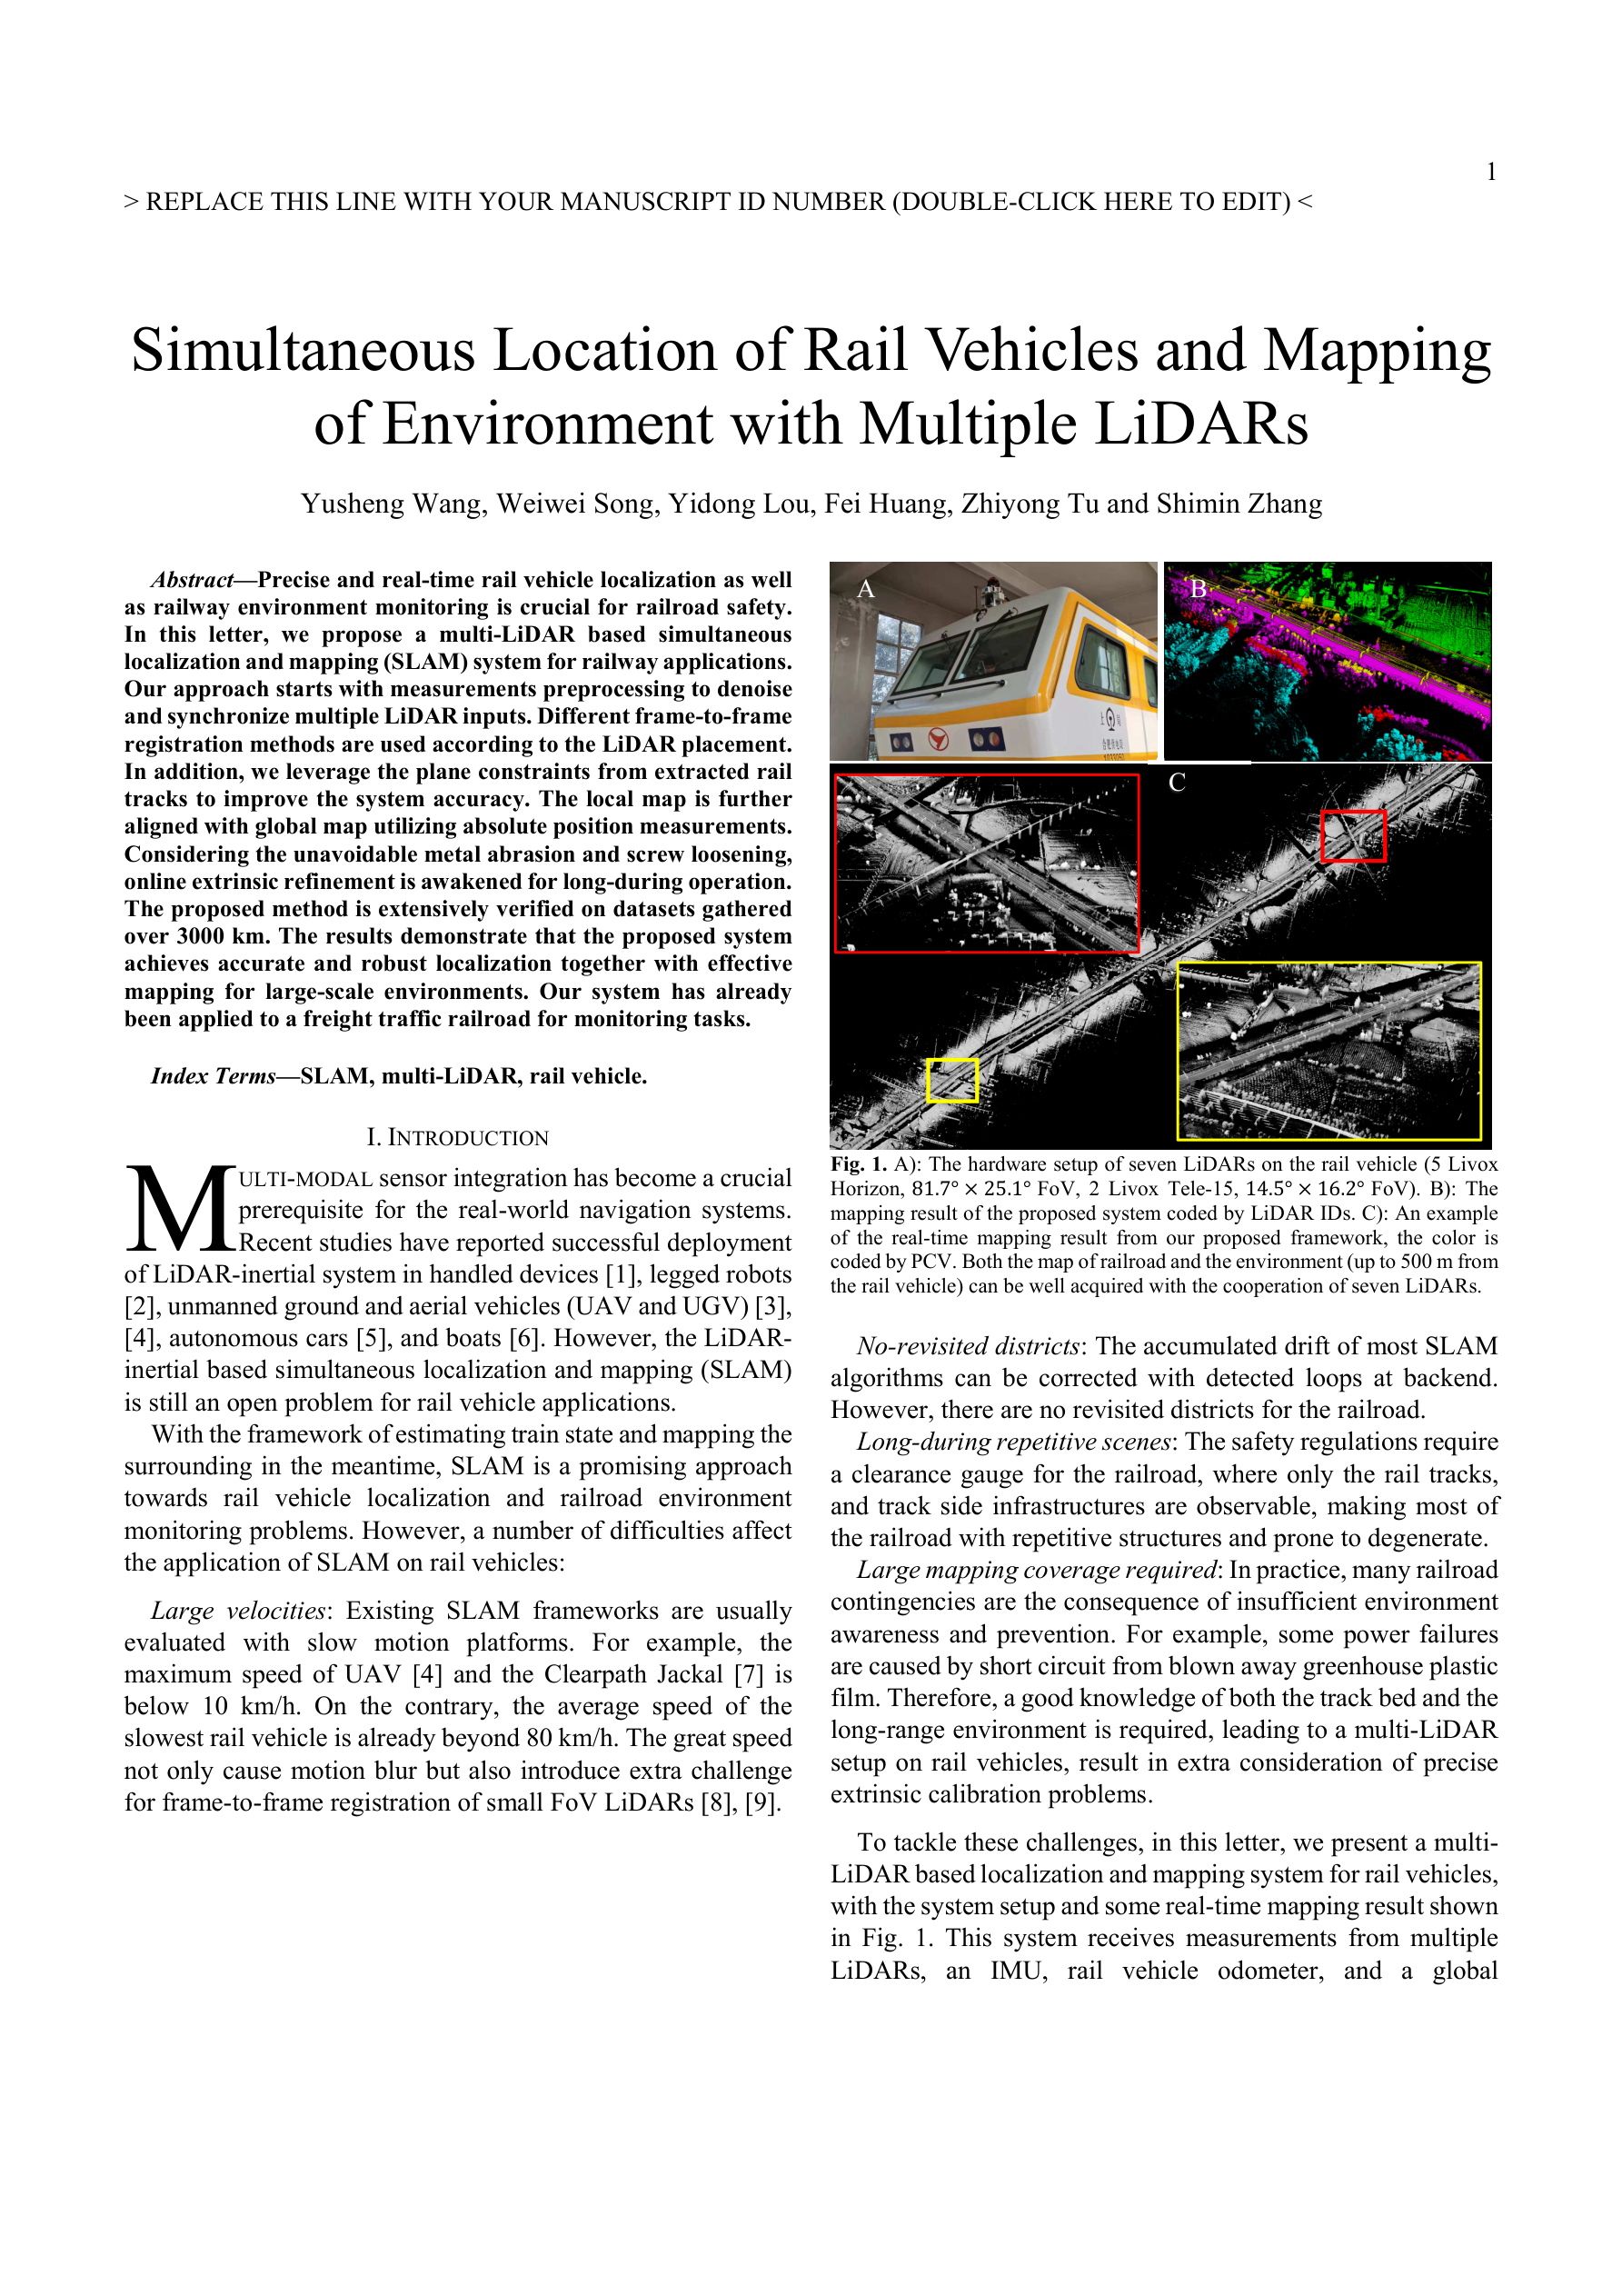 1
> REPLACE THIS LINE WITH YOUR MANUSCRIPT ID NUMBER (DOUBLE-CLICK HERE TO EDIT) <
Simultaneous Location of Rail Vehicles and Mapping
of Environment with Multiple LiDARs
Yusheng Wang, Weiwei Song, Yidong Lou, Fei Huang, Zhiyong Tu and Shimin Zhang
Abstract—Precise and real-time rail vehicle localization as well
as railway environment monitoring is crucial for railroad safety.
In this letter, we propose a multi-LiDAR based simultaneous
localization and mapping (SLAM) system for railway applications.
Our approach starts with measurements preprocessing to denoise
and synchronize multiple LiDAR inputs. Different frame-to-frame
registration methods are used according to the LiDAR placement.
In addition, we leverage the plane constraints from extracted rail
tracks to improve the system accuracy. The local map is further
aligned with global map utilizing absolute position measurements.
Considering the unavoidable metal abrasion and screw loosening,
online extrinsic refinement is awakened for long-during operation.
The proposed method is extensively verified on datasets gathered
over 3000 km. The results demonstrate that the proposed system
achieves accurate and robust localization together with effective
mapping for large-scale environments. Our system has already
been applied to a freight traffic railroad for monitoring tasks.
Index Terms—SLAM, multi-LiDAR, rail vehicle.
I. INTRODUCTION
MULTI-MODAL sensor integration has become a crucial
prerequisite for the real-world navigation systems.
Recent studies have reported successful deployment
of LiDAR-inertial system in handled devices [1], legged robots
[2], unmanned ground and aerial vehicles (UAV and UGV) [3],
[4], autonomous cars [5], and boats [6]. However, the LiDAR-
inertial based simultaneous localization and mapping (SLAM)
is still an open problem for rail vehicle applications.
With the framework of estimating train state and mapping the
surrounding in the meantime, SLAM is a promising approach
towards rail vehicle localization and railroad environment
monitoring problems. However, a number of difficulties affect
the application of SLAM on rail vehicles:
Large velocities: Existing SLAM frameworks are usually
evaluated with slow motion platforms. For example, the
maximum speed of UAV [4] and the Clearpath Jackal [7] is
below 10 km/h. On the contrary, the average speed of the
slowest rail vehicle is already beyond 80 km/h. The great speed
not only cause motion blur but also introduce extra challenge
for frame-to-frame registration of small FoV LiDARs [8], [9].
A
B
C
Fig. 1. A): The hardware setup of seven LiDARs on the rail vehicle (5 Livox
Horizon, 81.7° × 25.1° FoV, 2 Livox Tele-15, 14.5° × 16.2° FoV). B): The
mapping result of the proposed system coded by LiDAR IDs. C): An example
of the real-time mapping result from our proposed framework, the color is
coded by PCV. Both the map of railroad and the environment (up to 500 m from
the rail vehicle) can be well acquired with the cooperation of seven LiDARs.
No-revisited districts: The accumulated drift of most SLAM
algorithms can be corrected with detected loops at backend.
However, there are no revisited districts for the railroad.
Long-during repetitive scenes: The safety regulations require
a clearance gauge for the railroad, where only the rail tracks,
and track side infrastructures are observable, making most of
the railroad with repetitive structures and prone to degenerate.
Large mapping coverage required: In practice, many railroad
contingencies are the consequence of insufficient environment
awareness and prevention. For example, some power failures
are caused by short circuit from blown away greenhouse plastic
film. Therefore, a good knowledge of both the track bed and the
long-range environment is required, leading to a multi-LiDAR
setup on rail vehicles, result in extra consideration of precise
extrinsic calibration problems.
To tackle these challenges, in this letter, we present a multi-
LiDAR based localization and mapping system for rail vehicles,
with the system setup and some real-time mapping result shown
in Fig. 1. This system receives measurements from multiple
LiDARs, an IMU, rail vehicle odometer, and a global